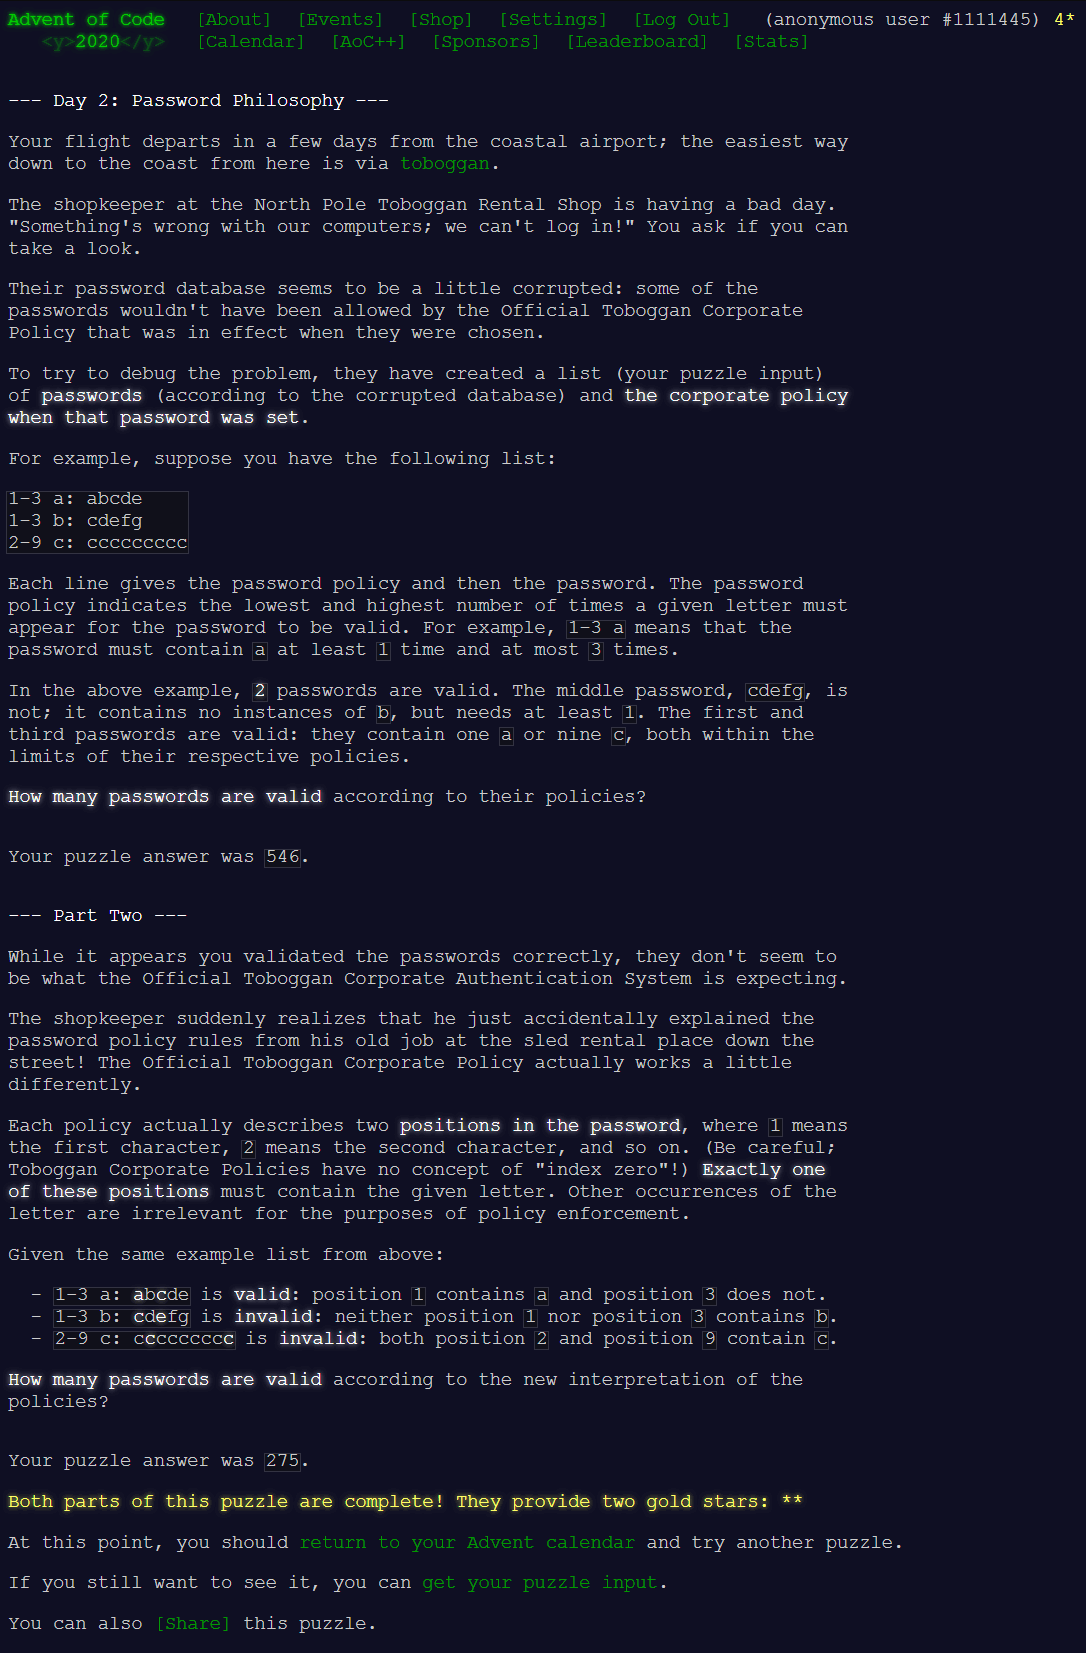 Advent of Code [About] [Events] [Shop] [Settings] [Log Out] (anonymous user #1111445) 4*
<y>2020</y> [Calendar] [AoC++] [Sponsors] [Leaderboard] [Stats]
--- Day 2: Password Philosophy ---
Your flight departs in a few days from the coastal airport; the easiest way
down to the coast from here is via toboggan.
The shopkeeper at the North Pole Toboggan Rental Shop is having a bad day.
"Something's wrong with our computers; we can't log in!" You ask if you can
take a look.
Their password database seems to be a little corrupted: some of the
passwords wouldn't have been allowed by the Official Toboggan Corporate
Policy that was in effect when they were chosen.
To try to debug the problem, they have created a list (your puzzle input)
of passwords (according to the corrupted database) and the corporate policy
when that password was set.
For example, suppose you have the following list:
1-3 a: abcde
1-3 b: cdefg
2-9 c: ccccccccc
Each line gives the password policy and then the password. The password
policy indicates the lowest and highest number of times a given letter must
appear for the password to be valid. For example, 1-3 a means that the
password must contain a at least 1 time and at most 3 times.
In the above example, 2 passwords are valid. The middle password, cdefg, is
not; it contains no instances of b, but needs at least 1. The first and
third passwords are valid: they contain one a or nine c, both within the
limits of their respective policies.
How many passwords are valid according to their policies?
Your puzzle answer was 546.
--- Part Two ---
While it appears you validated the passwords correctly, they don't seem to
be what the Official Toboggan Corporate Authentication System is expecting.
The shopkeeper suddenly realizes that he just accidentally explained the
password policy rules from his old job at the sled rental place down the
street! The Official Toboggan Corporate Policy actually works a little
differently.
Each policy actually describes two positions in the password, where 1 means
the first character, 2 means the second character, and so on. (Be careful;
Toboggan Corporate Policies have no concept of "index zero"!) Exactly one
of these positions must contain the given letter. Other occurrences of the
letter are irrelevant for the purposes of policy enforcement.
Given the same example list from above:
- 1-3 a: abcde is valid: position 1 contains a and position 3 does not.
- 1-3 b: cdefg is invalid: neither position 1 nor position 3 contains b.
- 2-9 c: ccccccccc is invalid: both position 2 and position 9 contain c.
How many passwords are valid according to the new interpretation of the
policies?
Your puzzle answer was 275.
Both parts of this puzzle are complete! They provide two gold stars: **
At this point, you should return to your Advent calendar and try another puzzle.
If you still want to see it, you can get your puzzle input.
You can also [Share] this puzzle.